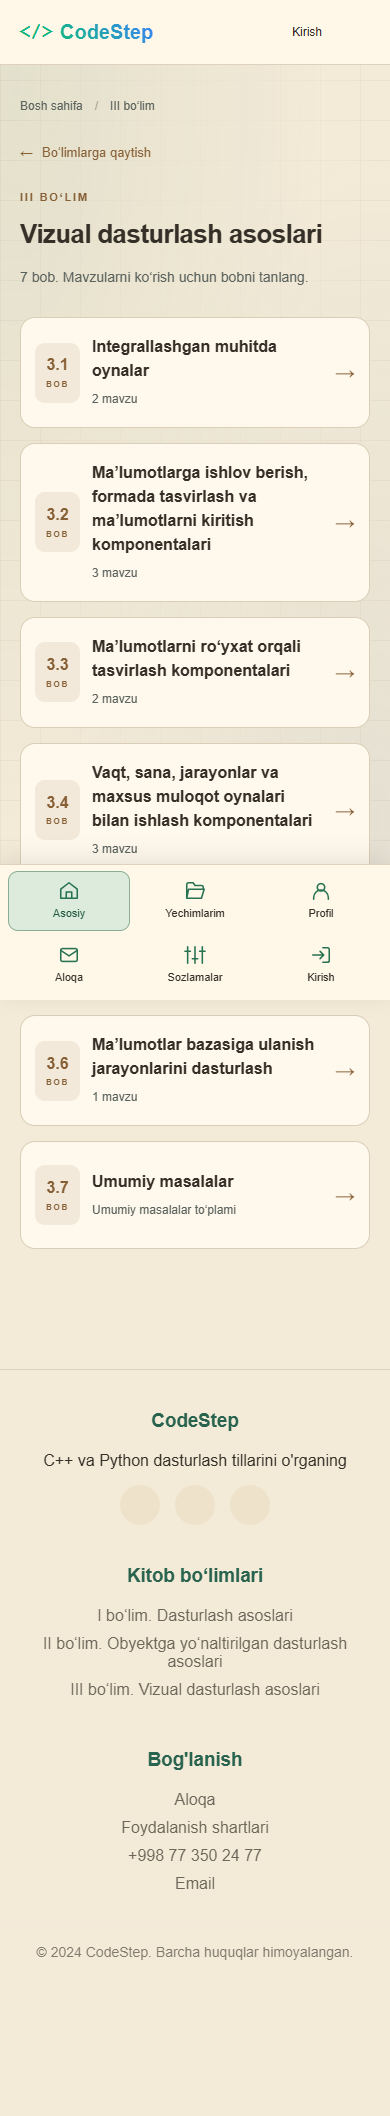 </> CodeStep
Kirish
Bosh sahifa / III bo‘lim
← Bo‘limlarga qaytish
III BO‘LIM
Vizual dasturlash asoslari
7 bob. Mavzularni ko‘rish uchun bobni tanlang.
3.1
BOB
Integrallashgan muhitda
oynalar
2 mavzu
→
3.2
BOB
Ma’lumotlarga ishlov berish,
formada tasvirlash va
ma’lumotlarni kiritish
komponentalari
3 mavzu
→
3.3
BOB
Ma’lumotlarni ro‘yxat orqali
tasvirlash komponentalari
2 mavzu
→
3.4
BOB
Vaqt, sana, jarayonlar va
maxsus muloqot oynalari
bilan ishlash komponentalari
3 mavzu
→
Asosiy
Yechimlarim
Profil
Aloqa
Sozlamalar
Kirish
3.6
BOB
Ma’lumotlar bazasiga ulanish
jarayonlarini dasturlash
1 mavzu
→
3.7
BOB
Umumiy masalalar
Umumiy masalalar to‘plami
→
CodeStep
C++ va Python dasturlash tillarini o'rganing
Kitob bo‘limlari
I bo‘lim. Dasturlash asoslari
II bo‘lim. Obyektga yo‘naltirilgan dasturlash
asoslari
III bo‘lim. Vizual dasturlash asoslari
Bog'lanish
Aloqa
Foydalanish shartlari
+998 77 350 24 77
Email
© 2024 CodeStep. Barcha huquqlar himoyalangan.